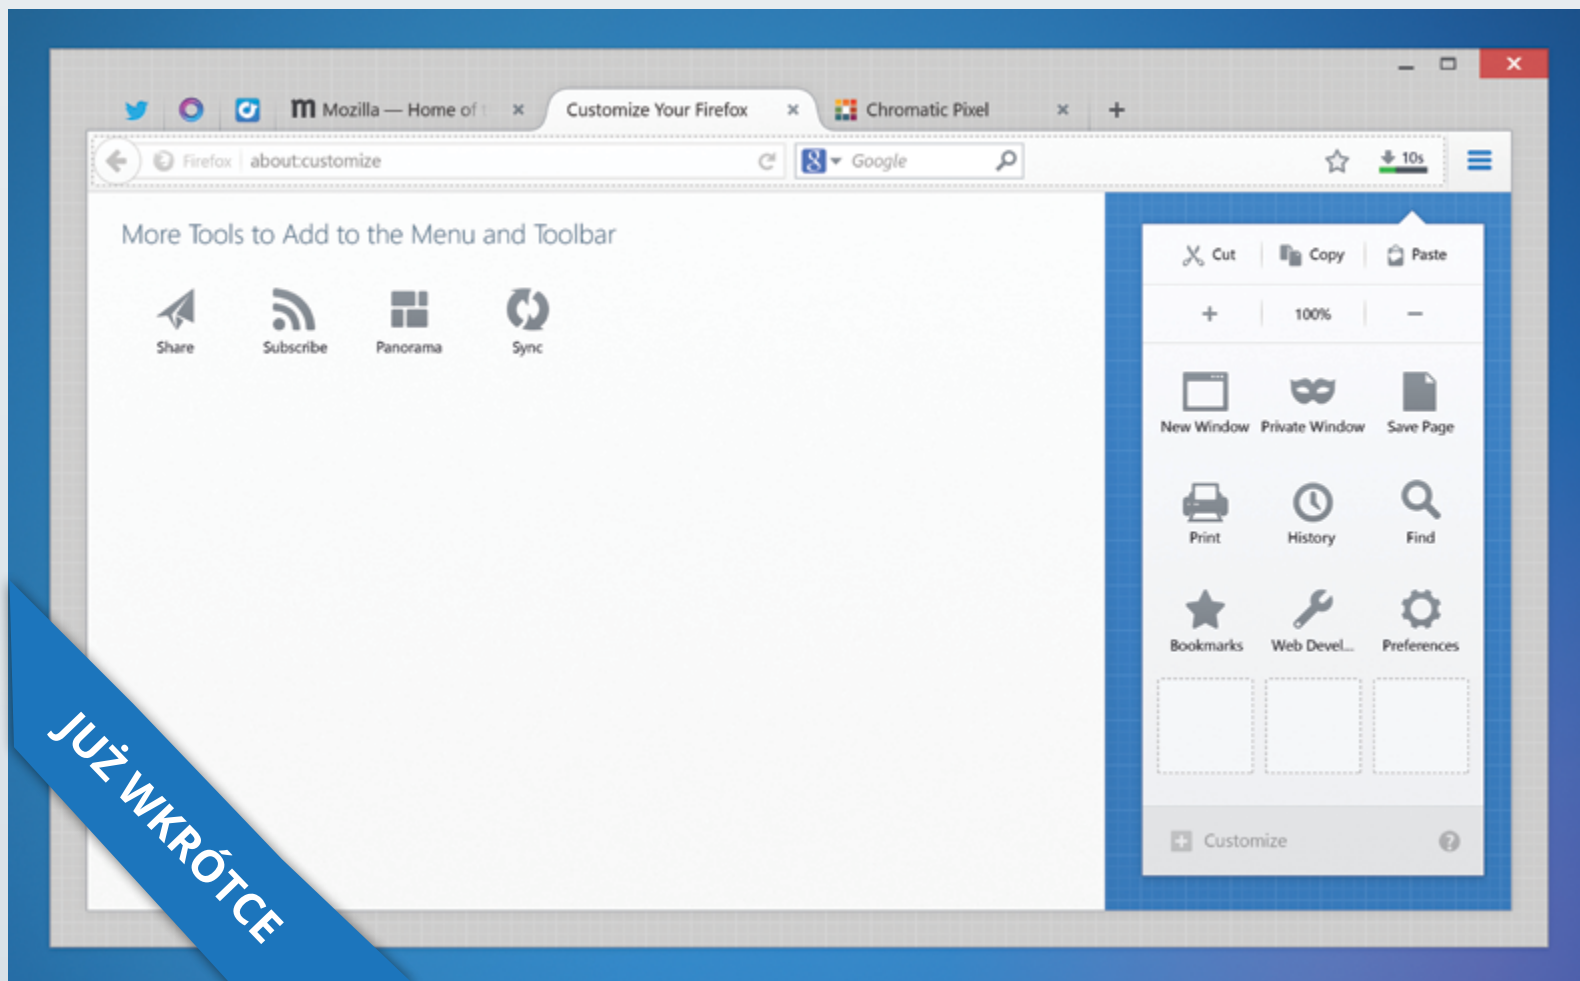 m Mozilla — Home of
Customize Your Firefox
Chromatic Pixel
Firefox about:customize
8 Google
10s
More Tools to Add to the Menu and Toolbar
Share Subscribe Panorama Sync
Cut Copy Paste
+ 100% −
New Window Private Window Save Page
Print History Find
Bookmarks Web Devel... Preferences
Customize
JUŻ WKRÓTCE